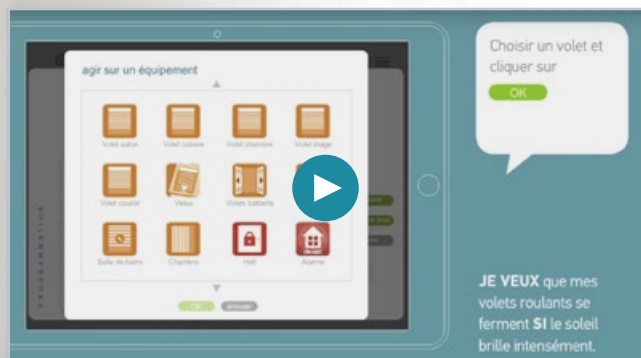 agir sur un équipement
Volet salon
Volet cuisine
Volet chambre
Volet étage
Volet couloir
Velux
Volets battants
Salle de bains
Chambre
Hall
Alarme
OK
annuler
PROGRAMMATION
Choisir un volet et
cliquer sur
OK
JE VEUX que mes
volets roulants se
ferment SI le soleil
brille intensément.